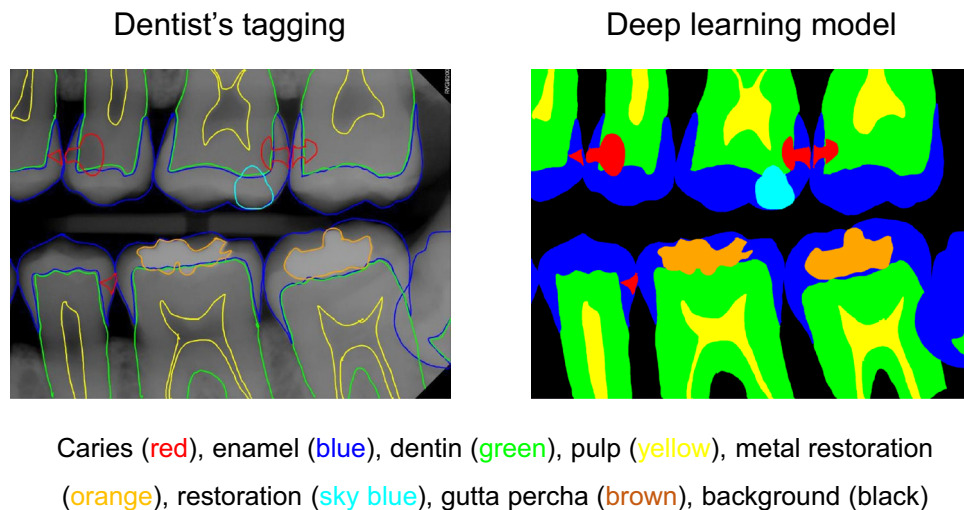 Dentist’s tagging
Deep learning model
Caries (red), enamel (blue), dentin (green), pulp (yellow), metal restoration
(orange), restoration (sky blue), gutta percha (brown), background (black)